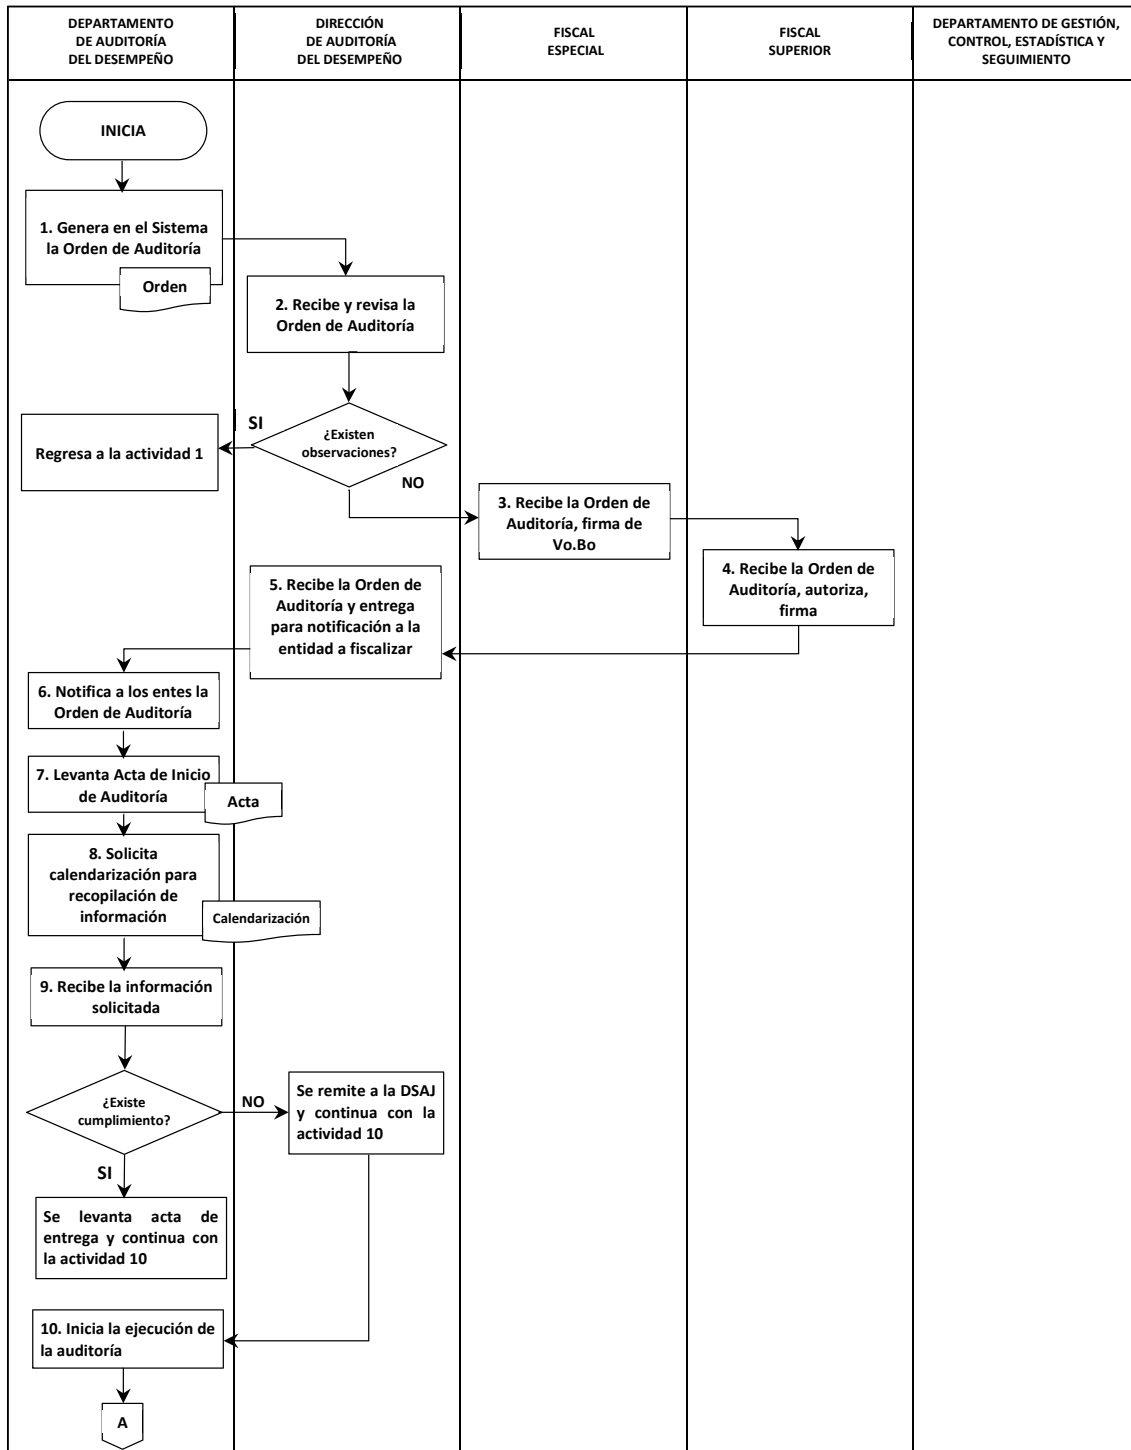 DEPARTAMENTO
DE AUDITORÍA
DEL DESEMPEÑO
DIRECCIÓN
DE AUDITORÍA
DEL DESEMPEÑO
FISCAL
ESPECIAL
FISCAL
SUPERIOR
DEPARTAMENTO DE GESTIÓN,
CONTROL, ESTADÍSTICA Y
SEGUIMIENTO
INICIA
1. Genera en el Sistema
la Orden de Auditoría
Orden
2. Recibe y revisa la
Orden de Auditoría
¿Existen
observaciones?
SI
Regresa a la actividad 1
NO
3. Recibe la Orden de
Auditoría, firma de
Vo.Bo
4. Recibe la Orden de
Auditoría, autoriza,
firma
5. Recibe la Orden de
Auditoría y entrega
para notificación a la
entidad a fiscalizar
6. Notifica a los entes la
Orden de Auditoría
7. Levanta Acta de Inicio
de Auditoría
Acta
8. Solicita
calendarización para
recopilación de
información
Calendarización
9. Recibe la información
solicitada
¿Existe
cumplimiento?
NO
Se remite a la DSAJ
y continua con la
actividad 10
SI
Se levanta acta de
entrega y continua con
la actividad 10
10. Inicia la ejecución de
la auditoría
A